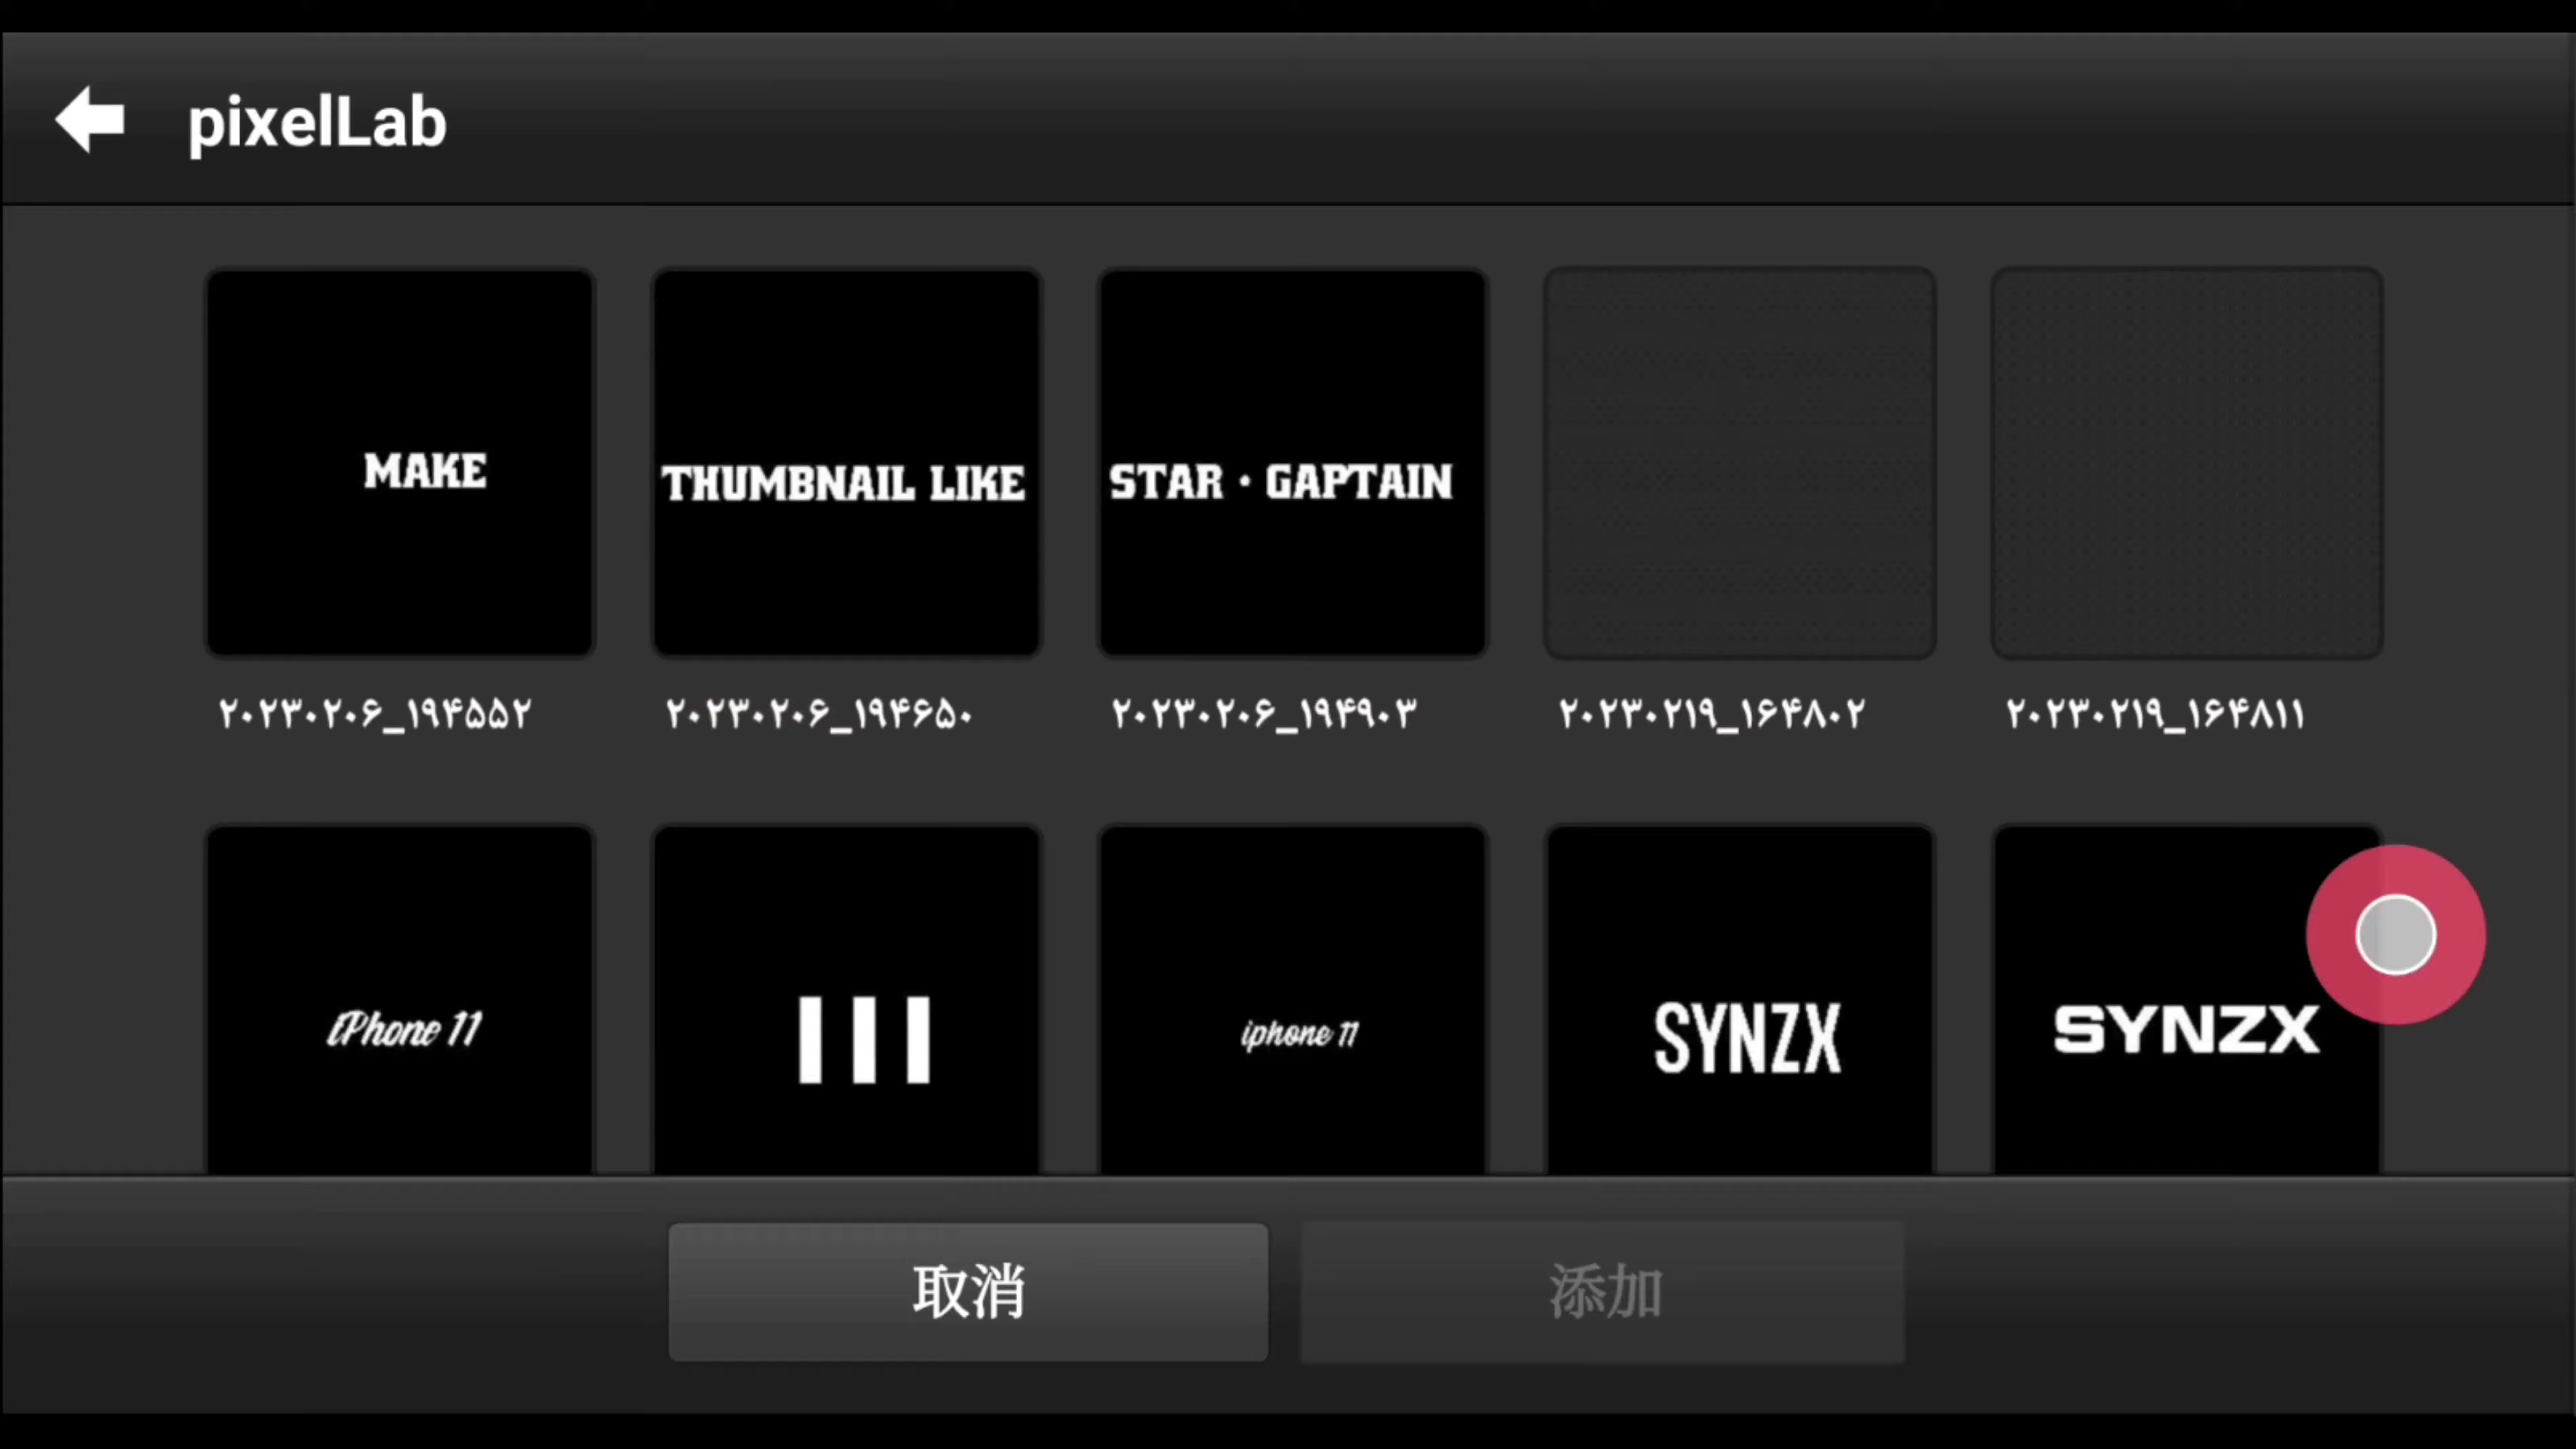 pixelLab
MAKE
THUMBNAIL LIKE
STAR • GAPTAIN
۲۰۲۳۰۲۰۶_۱۹۴۵۵۲
۲۰۲۳۰۲۰۶_۱۹۴۶۵۰
۲۰۲۳۰۲۰۶_۱۹۴۹۰۳
۲۰۲۳۰۲۱۹_۱۶۴۸۰۲
۲۰۲۳۰۲۱۹_۱۶۴۸۱۱
iPhone 11
III
iphone 11
SYNZX
SYNZX
取消
添加